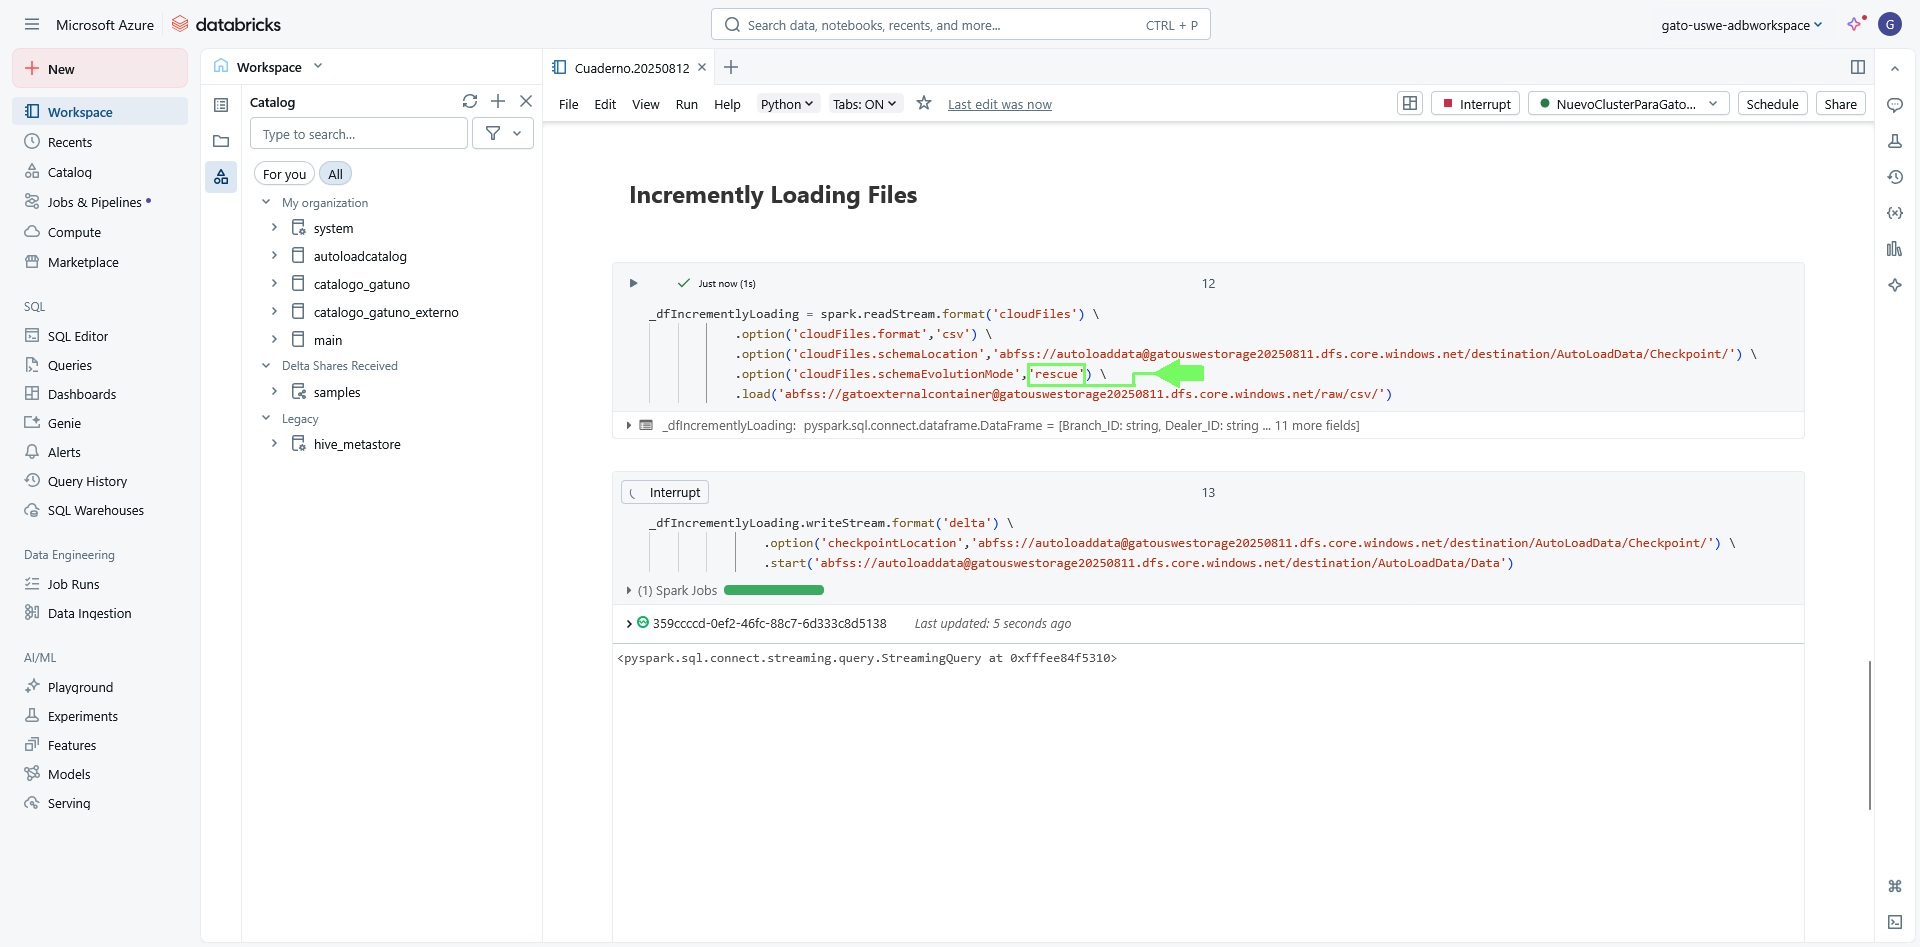 Microsoft Azure
databricks
Search data, notebooks, recents, and more...
CTRL + P
gato-uswe-adbworkspace
G
New
Workspace
Recents
Catalog
Jobs & Pipelines
Compute
Marketplace
SQL
SQL Editor
Queries
Dashboards
Genie
Alerts
Query History
SQL Warehouses
Data Engineering
Job Runs
Data Ingestion
AI/ML
Playground
Experiments
Features
Models
Serving
Workspace
Catalog
Type to search...
For you
All
My organization
system
autoloadcatalog
catalogo_gatuno
catalogo_gatuno_externo
main
Delta Shares Received
samples
Legacy
hive_metastore
Cuaderno.20250812
File Edit View Run Help Python Tabs: ON Last edit was now
Interrupt
NuevoClusterParaGato...
Schedule
Share
Incremently Loading Files
Just now (1s)
12
_dfIncrementlyLoading = spark.readStream.format('cloudFiles') \
.option('cloudFiles.format','csv') \
.option('cloudFiles.schemaLocation','abfss://autoloaddata@gatouswestorage20250811.dfs.core.windows.net/destination/AutoLoadData/Checkpoint/') \
.option('cloudFiles.schemaEvolutionMode','rescue') \
.load('abfss://gatoexternalcontainer@gatouswestorage20250811.dfs.core.windows.net/raw/csv/')
_dfIncrementlyLoading: pyspark.sql.connect.dataframe.DataFrame = [Branch_ID: string, Dealer_ID: string ... 11 more fields]
Interrupt
13
_dfIncrementlyLoading.writeStream.format('delta') \
.option('checkpointLocation','abfss://autoloaddata@gatouswestorage20250811.dfs.core.windows.net/destination/AutoLoadData/Checkpoint/') \
.start('abfss://autoloaddata@gatouswestorage20250811.dfs.core.windows.net/destination/AutoLoadData/Data')
(1) Spark Jobs
359ccccd-0ef2-46fc-88c7-6d333c8d5138
Last updated: 5 seconds ago
<pyspark.sql.connect.streaming.query.StreamingQuery at 0xfffee84f5310>